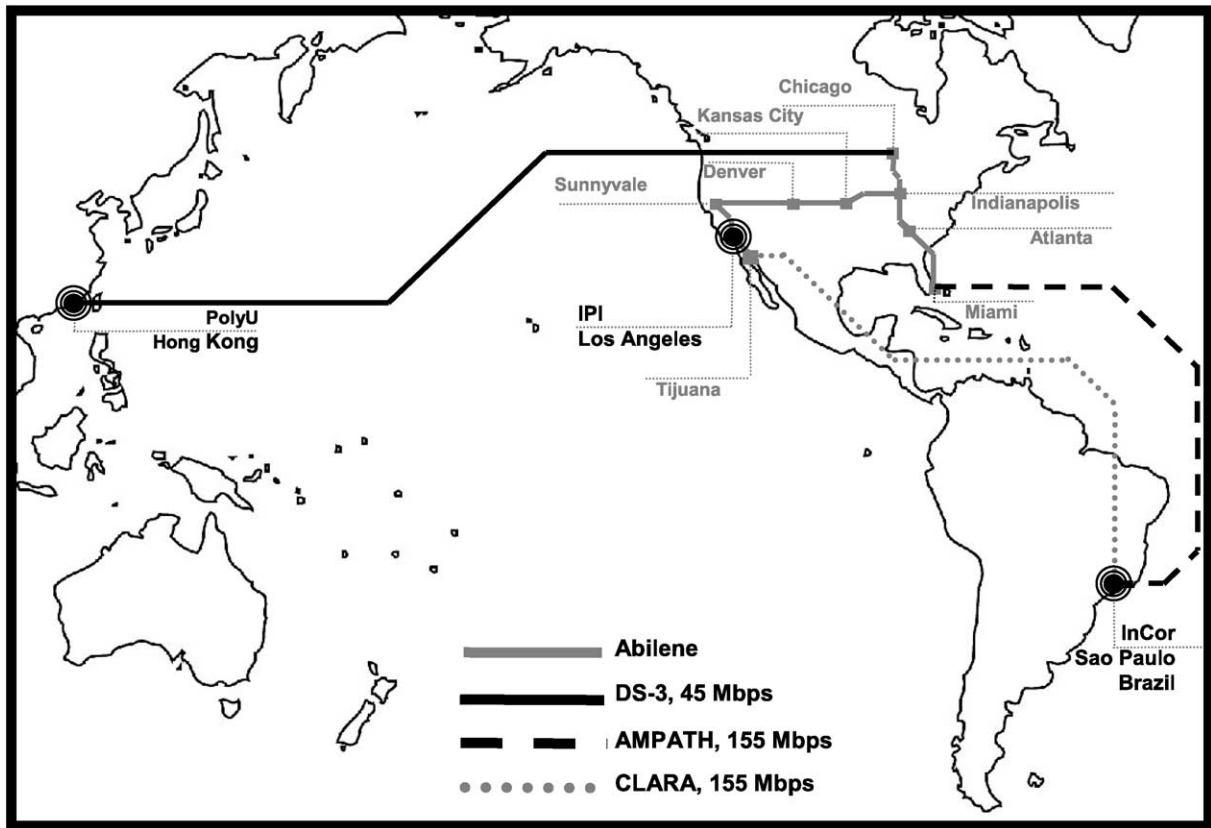 Chicago
Kansas City
Denver
Sunnyvale
Indianapolis
Atlanta
PolyU
Hong Kong
IPI
Los Angeles
Miami
Tijuana
InCor
Sao Paulo
Brazil
Abilene
DS-3, 45 Mbps
AMPATH, 155 Mbps
CLARA, 155 Mbps